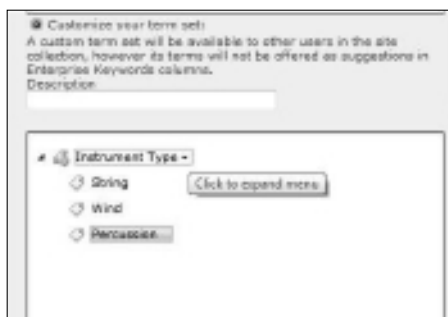 Customize your term set:
A custom term set will be available to other users in the site
collection, however its terms will not be offered as suggestions in
Enterprise Keywords columns.
Description
Instrument Type
String
Click to expand menu
Wind
Percussion